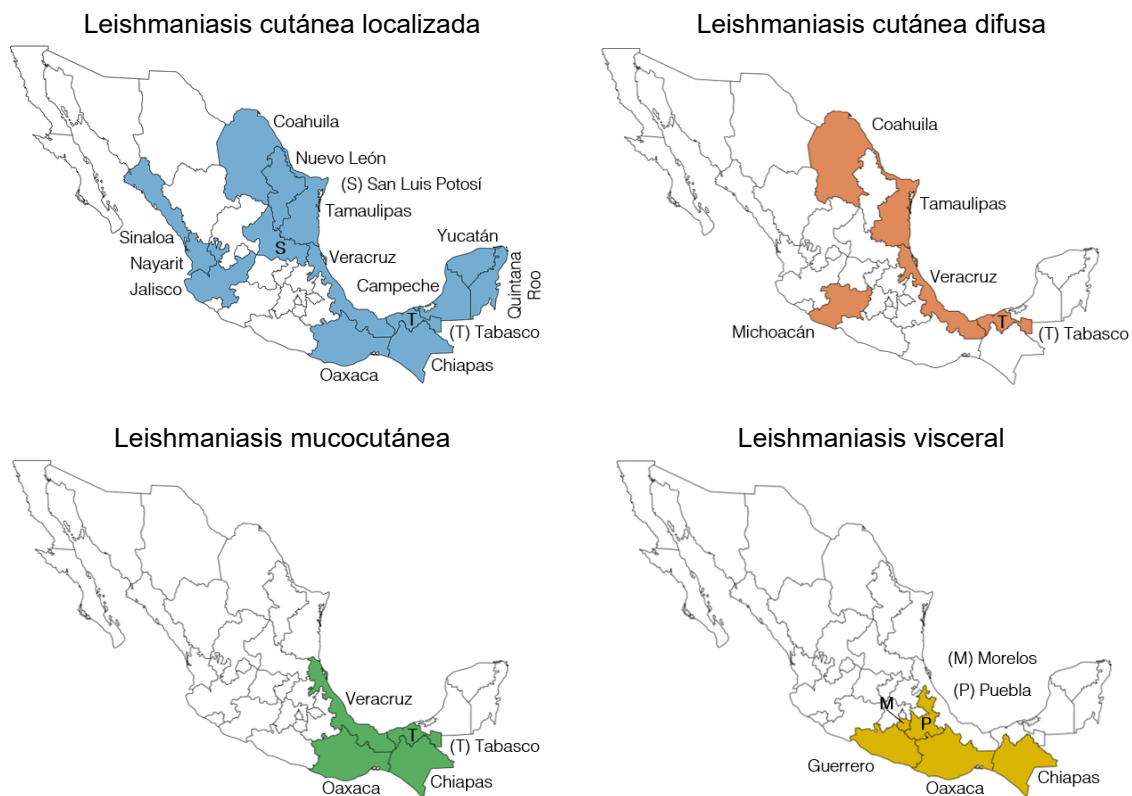 Leishmaniasis cutánea localizada
Coahuila
Nuevo León
(S) San Luis Potosí
Tamaulipas
Yucatán
Sinaloa
S
Veracruz
Nayarit
Campeche
Quintana
Roo
Jalisco
T
(T) Tabasco
Chiapas
Oaxaca
Leishmaniasis cutánea difusa
Coahuila
Tamaulipas
Veracruz
Michoacán
T
(T) Tabasco
Leishmaniasis mucocutánea
Veracruz
T
(T) Tabasco
Chiapas
Oaxaca
Leishmaniasis visceral
(M) Morelos
(P) Puebla
M
P
Guerrero
Chiapas
Oaxaca